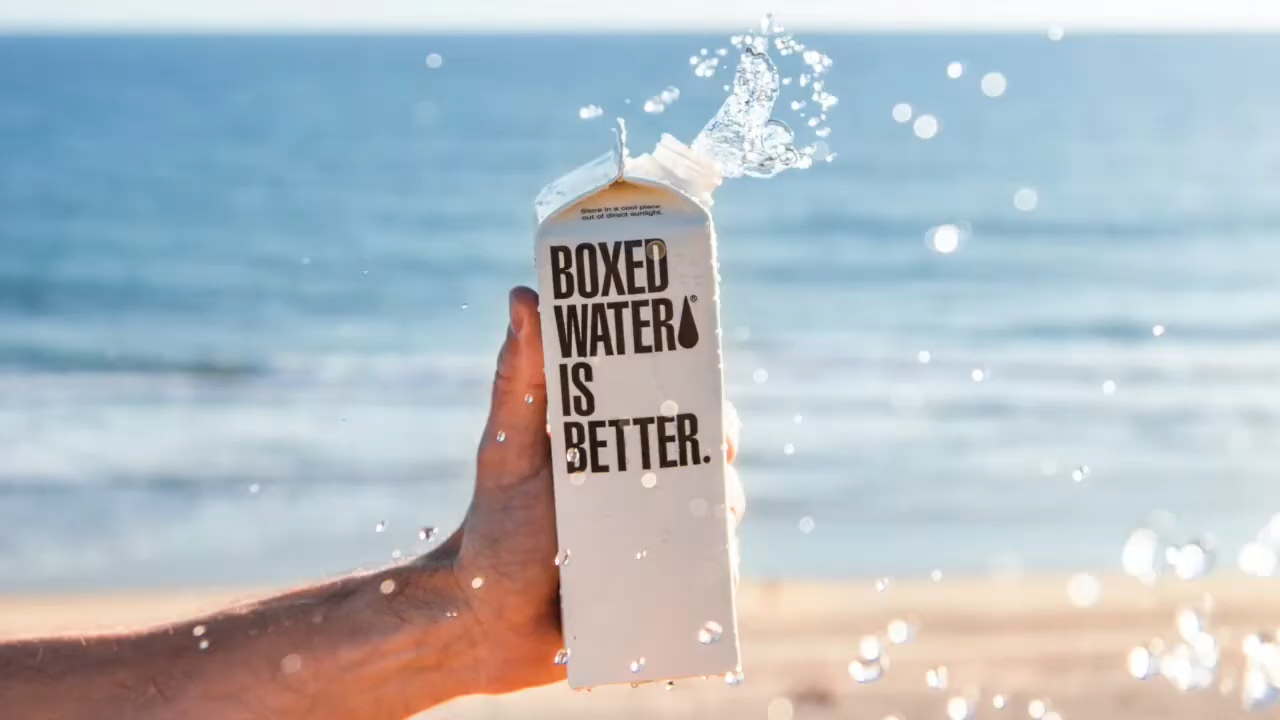 Store in a cool place
out of direct sunlight.
BOXED
WATER®
IS
BETTER.